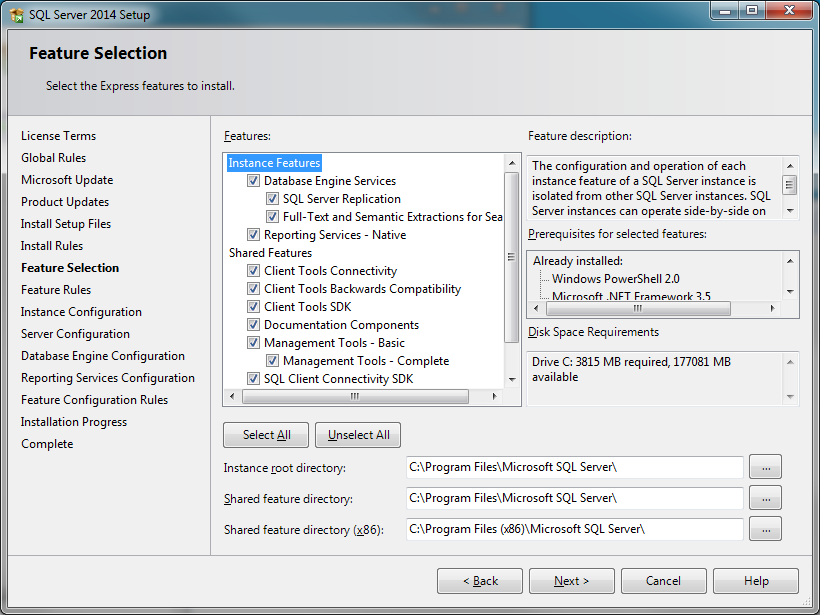 SQL Server 2014 Setup
Feature Selection
Select the Express features to install.
License Terms
Global Rules
Microsoft Update
Product Updates
Install Setup Files
Install Rules
Feature Selection
Feature Rules
Instance Configuration
Server Configuration
Database Engine Configuration
Reporting Services Configuration
Feature Configuration Rules
Installation Progress
Complete
Features:
Instance Features
Database Engine Services
SQL Server Replication
Full-Text and Semantic Extractions for Sea
Reporting Services - Native
Shared Features
Client Tools Connectivity
Client Tools Backwards Compatibility
Client Tools SDK
Documentation Components
Management Tools - Basic
Management Tools - Complete
SQL Client Connectivity SDK
Feature description:
The configuration and operation of each
instance feature of a SQL Server instance is
isolated from other SQL Server instances. SQL
Server instances can operate side-by-side on
Prerequisites for selected features:
Already installed:
Windows PowerShell 2.0
Microsoft .NET Framework 3.5
Disk Space Requirements
Drive C: 3815 MB required, 177081 MB
available
Select All
Unselect All
Instance root directory:
C:\Program Files\Microsoft SQL Server\
...
Shared feature directory:
C:\Program Files\Microsoft SQL Server\
...
Shared feature directory (x86):
C:\Program Files (x86)\Microsoft SQL Server\
...
< Back
Next >
Cancel
Help